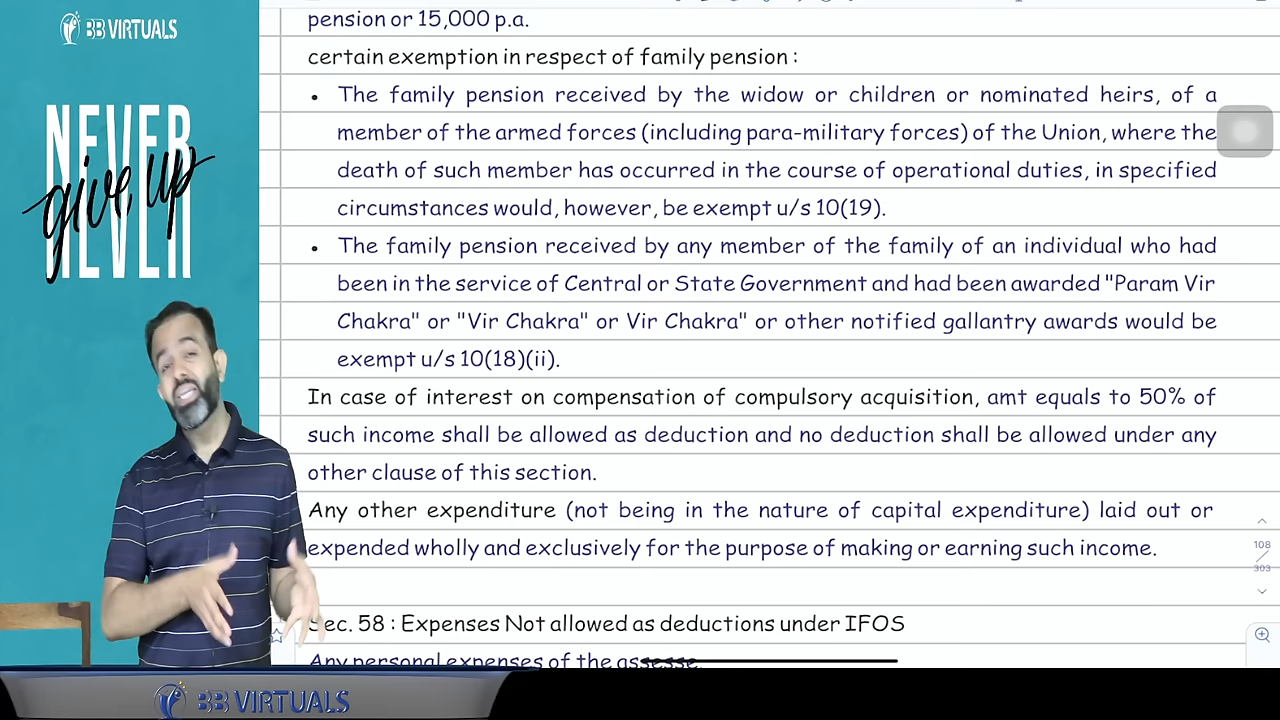 BB VIRTUALS
NEVER
give up
NEVER
pension or 15,000 p.a.
certain exemption in respect of family pension :
• The family pension received by the widow or children or nominated heirs, of a
member of the armed forces (including para-military forces) of the Union, where the
death of such member has occurred in the course of operational duties, in specified
circumstances would, however, be exempt u/s 10(19).
• The family pension received by any member of the family of an individual who had
been in the service of Central or State Government and had been awarded "Param Vir
Chakra" or "Vir Chakra" or Vir Chakra" or other notified gallantry awards would be
exempt u/s 10(18)(ii).
In case of interest on compensation of compulsory acquisition, amt equals to 50% of
such income shall be allowed as deduction and no deduction shall be allowed under any
other clause of this section.
Any other expenditure (not being in the nature of capital expenditure) laid out or
expended wholly and exclusively for the purpose of making or earning such income.
108
303
Sec. 58 : Expenses Not allowed as deductions under IFOS
Any personal expenses of the assesse.
BB VIRTUALS